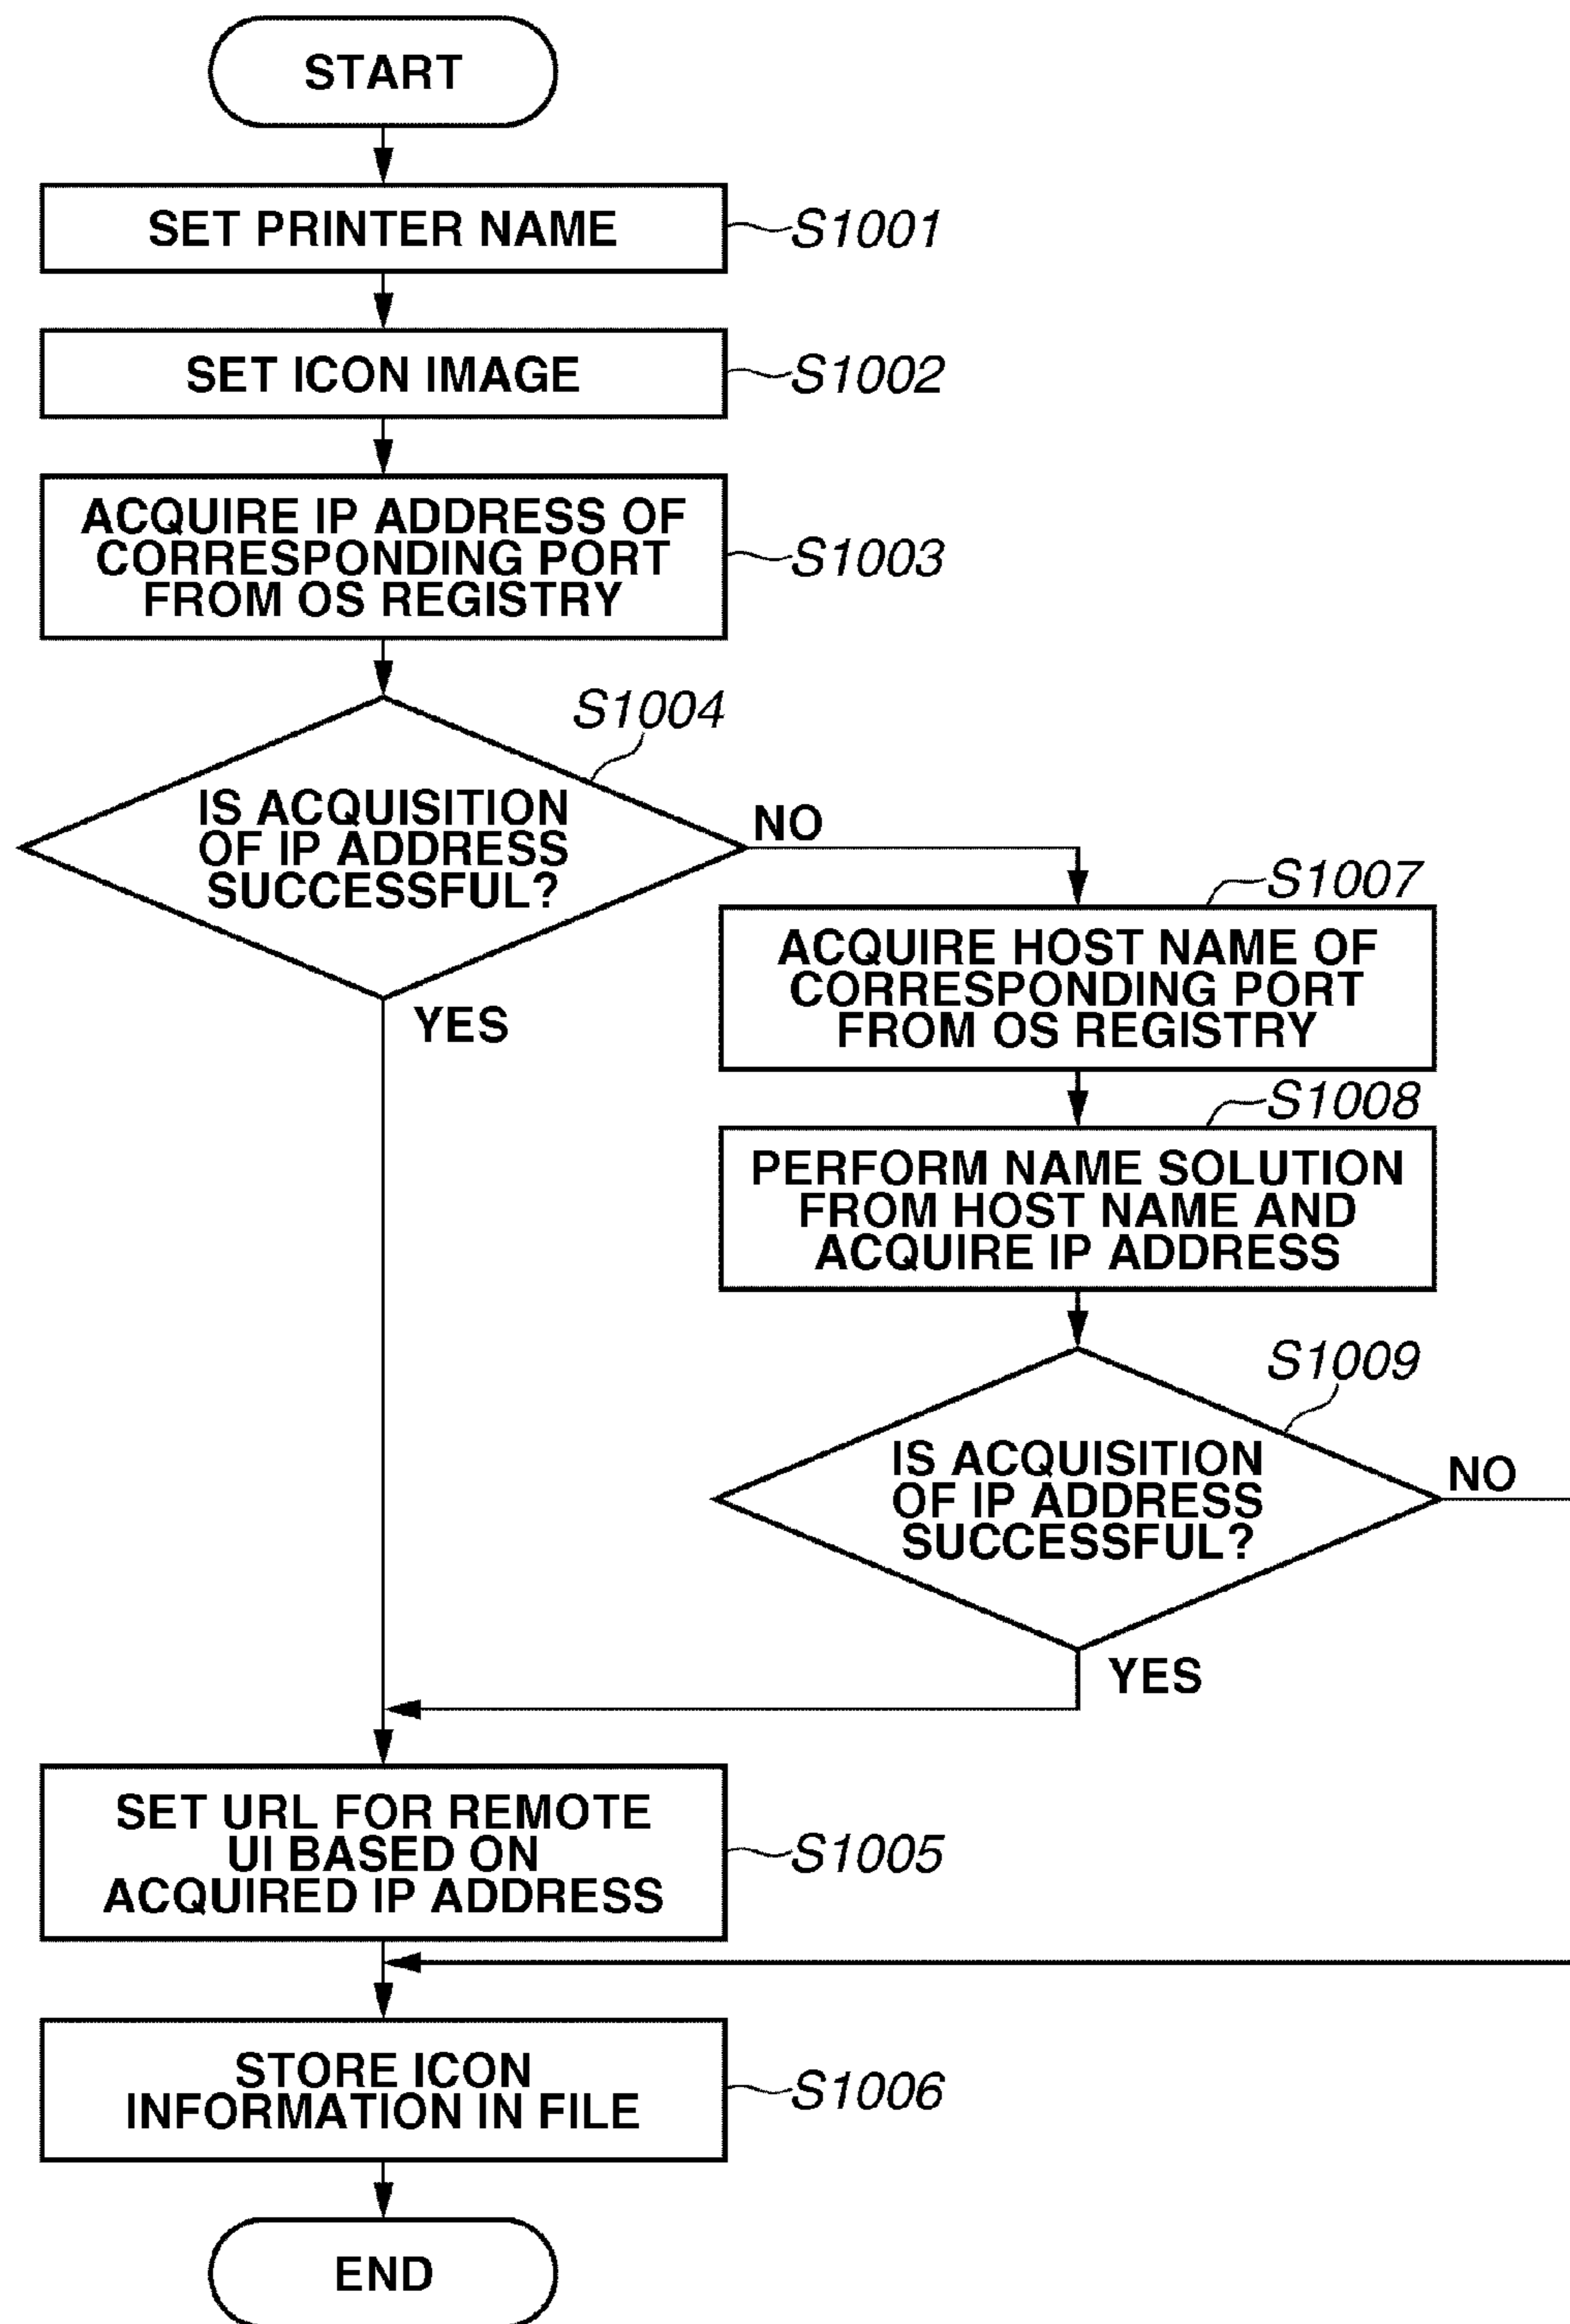 START
SET PRINTER NAME
S1001
SET ICON IMAGE
S1002
ACQUIRE IP ADDRESS OF
CORRESPONDING PORT
FROM OS REGISTRY
S1003
S1004
IS ACQUISITION
OF IP ADDRESS
SUCCESSFUL?
NO
YES
S1007
ACQUIRE HOST NAME OF
CORRESPONDING PORT
FROM OS REGISTRY
S1008
PERFORM NAME SOLUTION
FROM HOST NAME AND
ACQUIRE IP ADDRESS
S1009
IS ACQUISITION
OF IP ADDRESS
SUCCESSFUL?
NO
YES
SET URL FOR REMOTE
UI BASED ON
ACQUIRED IP ADDRESS
S1005
STORE ICON
INFORMATION IN FILE
S1006
END